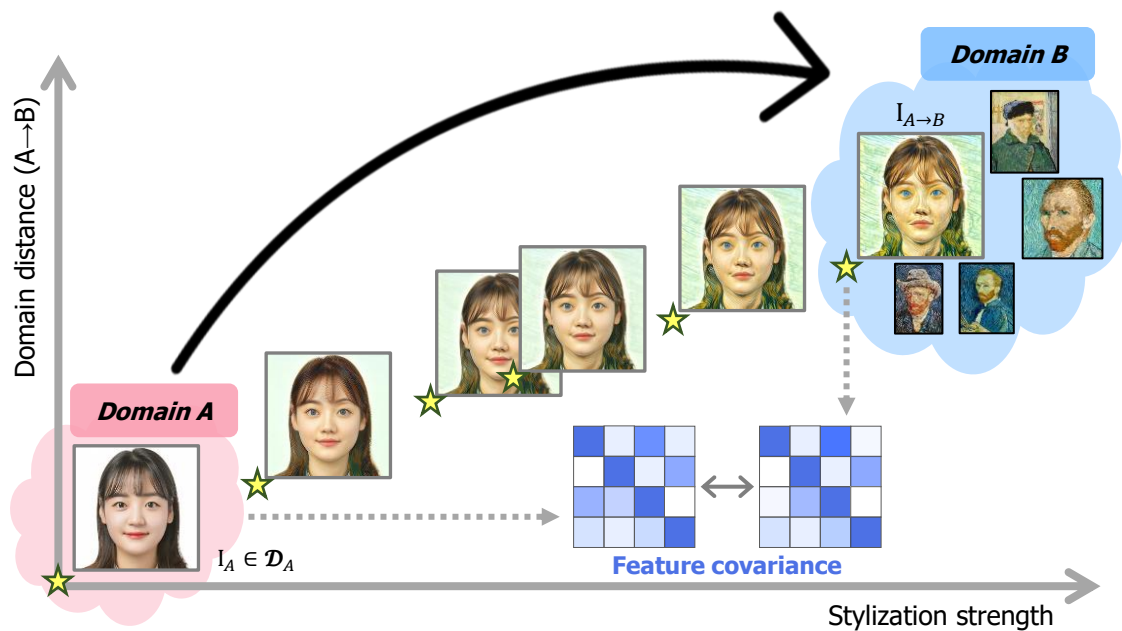 Domain B
I_{A→B}
Domain distance (A→B)
Domain A
I_A ∈ 𝓓_A
Feature covariance
Stylization strength